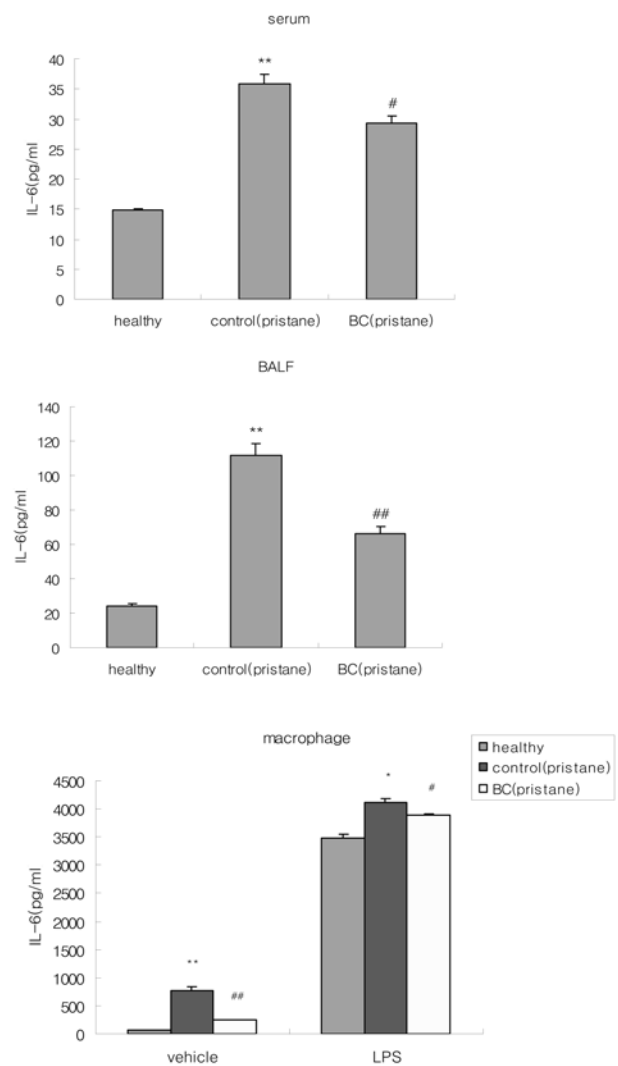 serum
IL-6(pg/ml
40
35
30
25
20
15
10
5
0
**
#
healthy control(pristane) BC(pristane)
BALF
IL-6(pg/ml
140
120
100
80
60
40
20
0
**
##
healthy control(pristane) BC(pristane)
macrophage
healthy
control(pristane)
BC(pristane)
IL-6(pg/ml
4500
4000
3500
3000
2500
2000
1500
1000
500
0
**
##
*
#
vehicle LPS